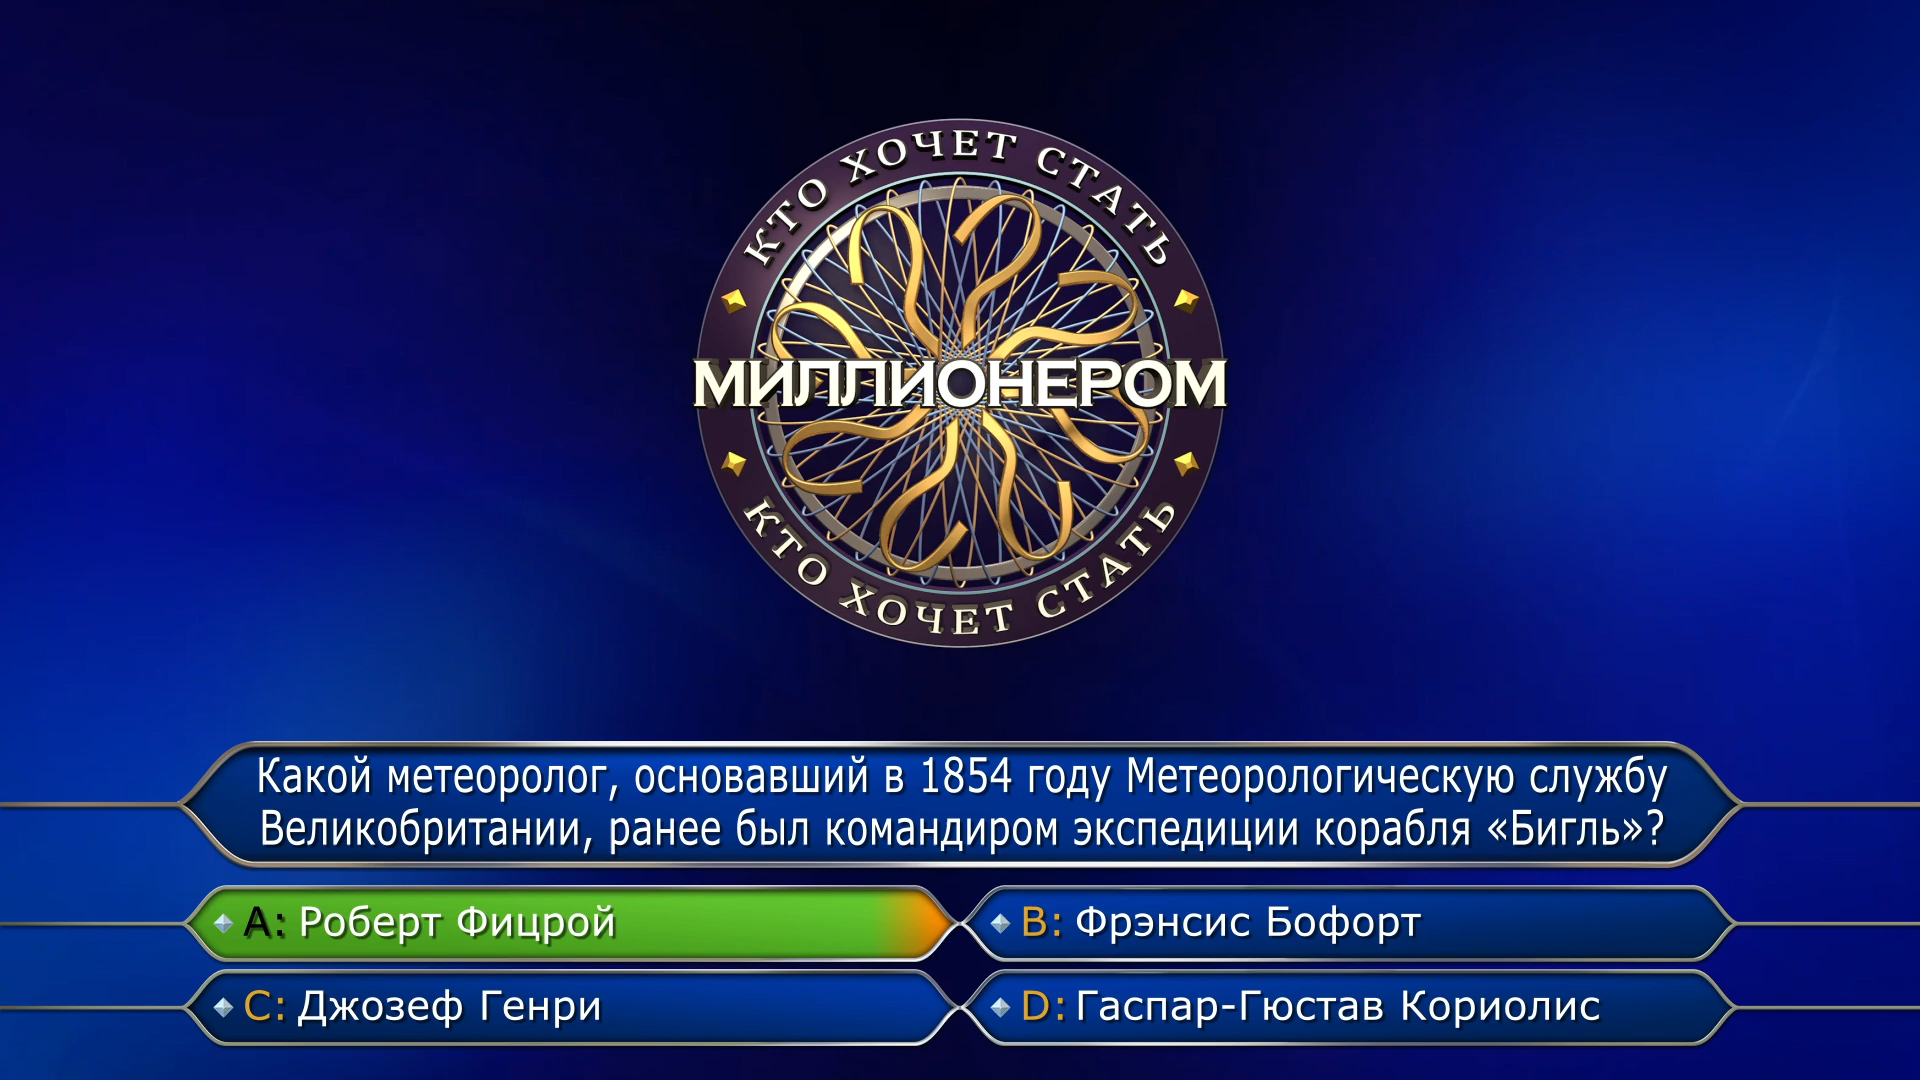 КТО ХОЧЕТ СТАТЬ
МИЛЛИОНЕРОМ
КТО ХОЧЕТ СТАТЬ
Какой метеоролог, основавший в 1854 году Метеорологическую службу
Великобритании, ранее был командиром экспедиции корабля «Бигль»?
A: Роберт Фицрой
B: Фрэнсис Бофорт
C: Джозеф Генри
D: Гаспар-Гюстав Кориолис